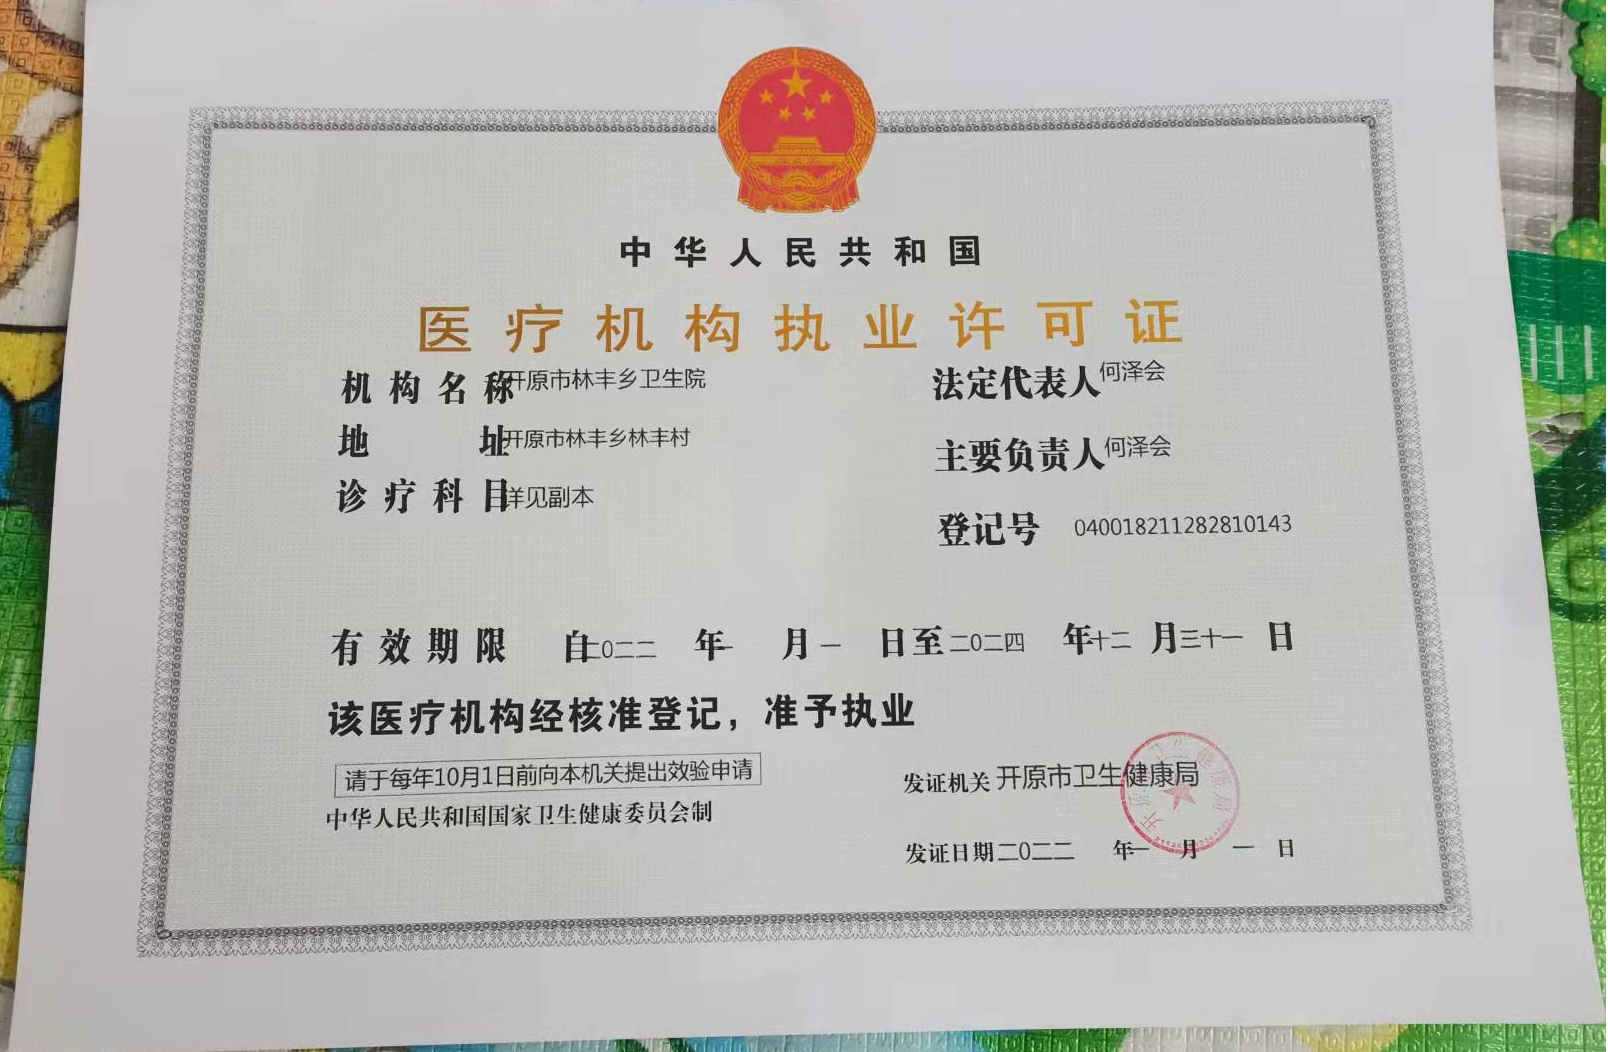 中华人民共和国
医疗机构执业许可证
机构名称 开原市林丰乡卫生院
法定代表人 何泽会
地址 开原市林丰乡林丰村
主要负责人 何泽会
诊疗科目 详见副本
登记号 040018211282810143
有效期限 自二〇二二年一月一日至二〇二四年十二月三十一日
该医疗机构经核准登记，准予执业
请于每年10月1日前向本机关提出效验申请
发证机关 开原市卫生健康局
中华人民共和国国家卫生健康委员会制
发证日期二〇二二年一月一日